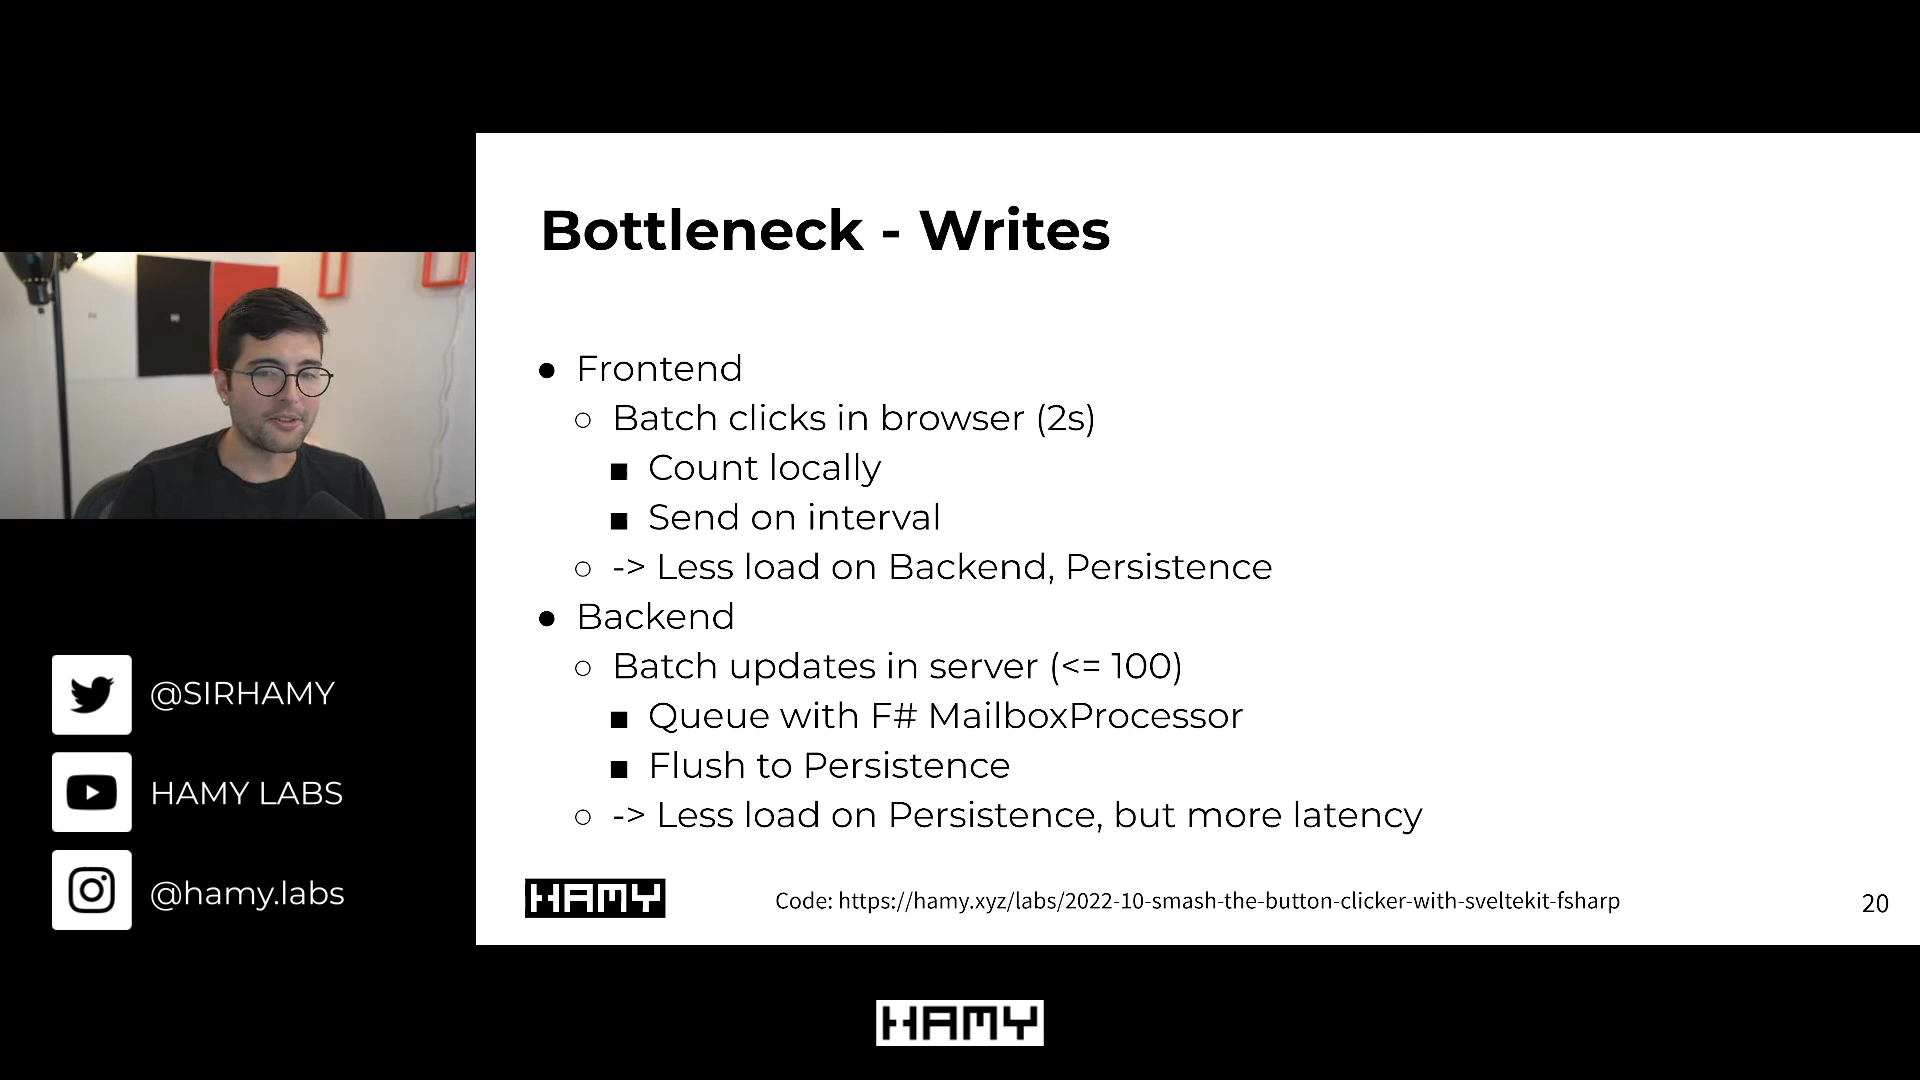 Bottleneck - Writes
● Frontend
○ Batch clicks in browser (2s)
■ Count locally
■ Send on interval
○ -> Less load on Backend, Persistence
● Backend
○ Batch updates in server (<= 100)
■ Queue with F# MailboxProcessor
■ Flush to Persistence
○ -> Less load on Persistence, but more latency
@SIRHAMY
HAMY LABS
@hamy.labs
HAMY
Code: https://hamy.xyz/labs/2022-10-smash-the-button-clicker-with-sveltekit-fsharp
20
HAMY